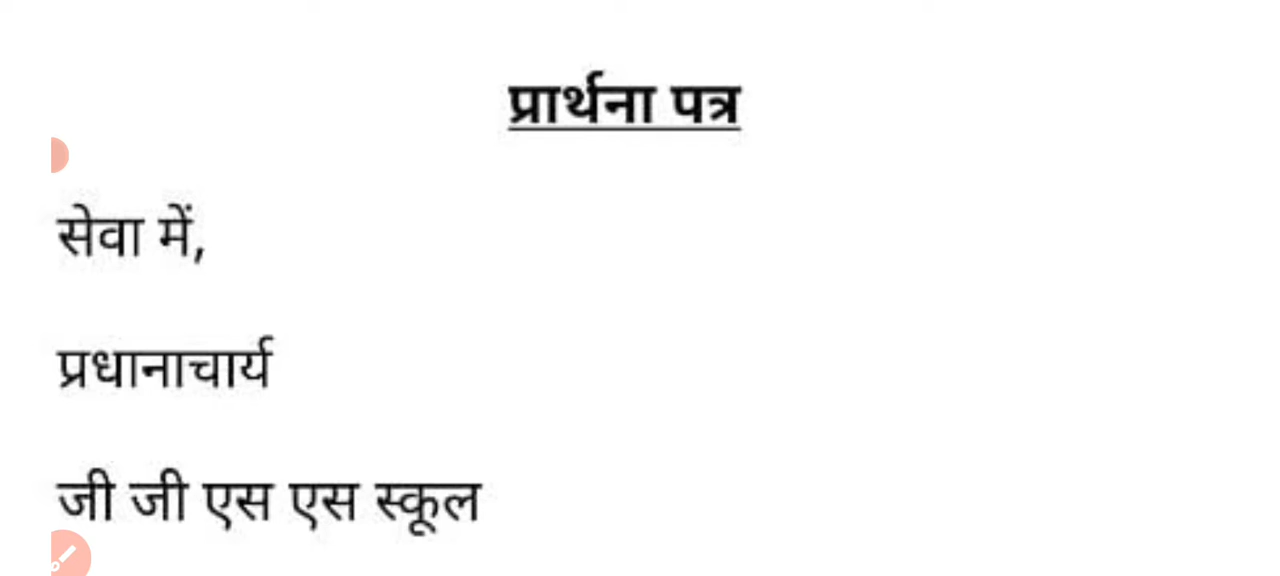 प्रार्थना पत्र
सेवा में,
प्रधानाचार्य
जी जी एस एस स्कूल